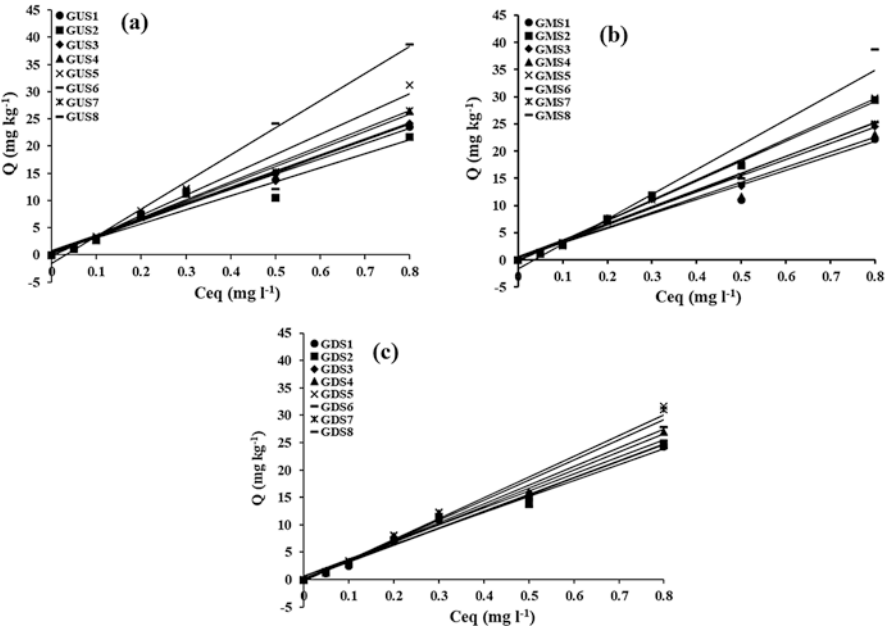 (a)
GUS1
GUS2
GUS3
GUS4
GUS5
GUS6
GUS7
GUS8
45
40
35
30
25
20
15
10
5
0
-5
Q (mg kg-1)
0 0.1 0.2 0.3 0.4 0.5 0.6 0.7 0.8
Ceq (mg l-1)
(b)
GMS1
GMS2
GMS3
GMS4
GMS5
GMS6
GMS7
GMS8
45
40
35
30
25
20
15
10
5
0
-5
Q (mg kg-1)
0 0.1 0.2 0.3 0.4 0.5 0.6 0.7 0.8
Ceq (mg l-1)
(c)
GDS1
GDS2
GDS3
GDS4
GDS5
GDS6
GDS7
GDS8
45
40
35
30
25
20
15
10
5
0
-5
Q (mg kg-1)
0 0.1 0.2 0.3 0.4 0.5 0.6 0.7 0.8
Ceq (mg l-1)